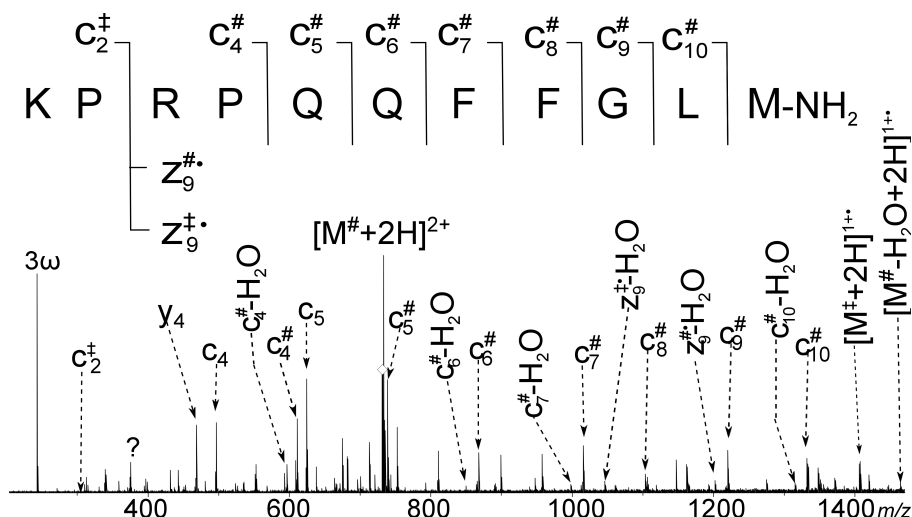 c₂‡ c₄# c₅# c₆# c₇# c₈# c₉# c₁₀#
K P R P Q Q F F G L M-NH₂
z₉#•
z₉‡•
[M#+2H]²⁺
3ω
c₂‡
?
y₄
c₄
c₄#-H₂O
c₄#
c₅
c₅#
c₆#-H₂O
c₆#
c₇#-H₂O
c₇#
z₉‡•-H₂O
c₈#
z₉#•-H₂O
c₉#
c₁₀#-H₂O
c₁₀#
[M‡+2H]¹⁺•
[M#-H₂O+2H]¹⁺•
400 600 800 1000 1200 1400 m/z